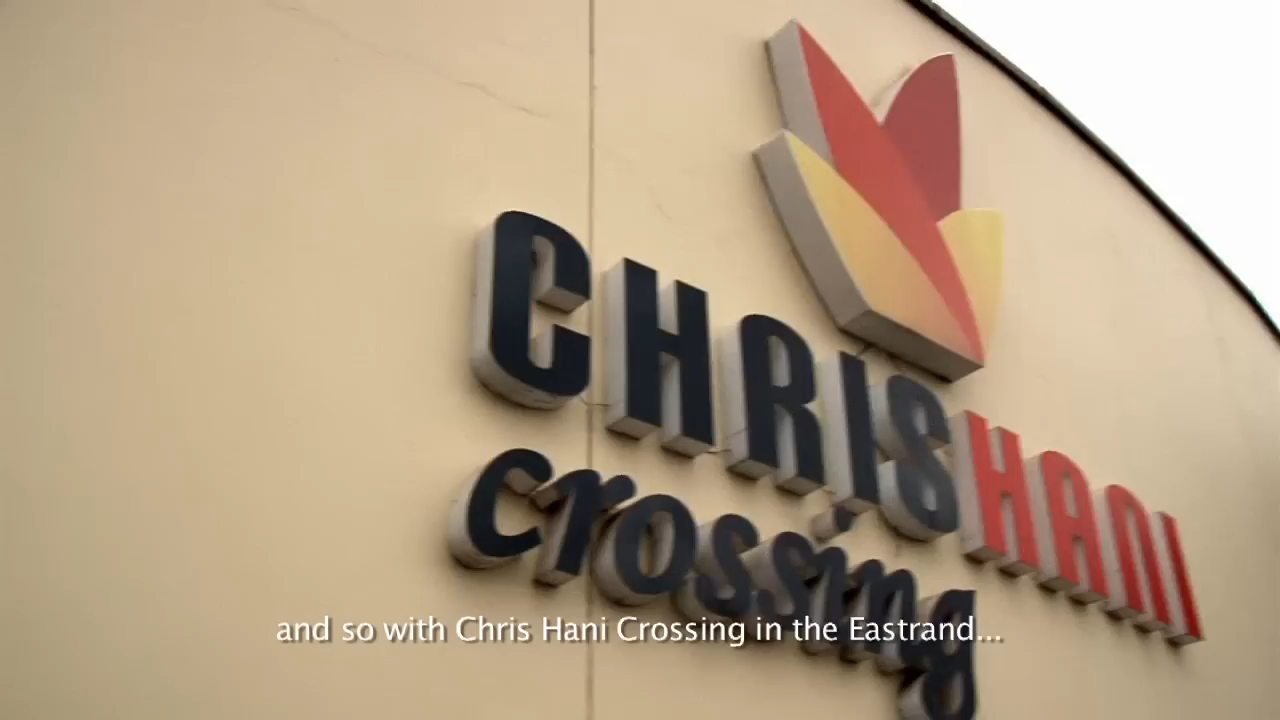 CHRIS HANI
crossing
and so with Chris Hani Crossing in the Eastrand...